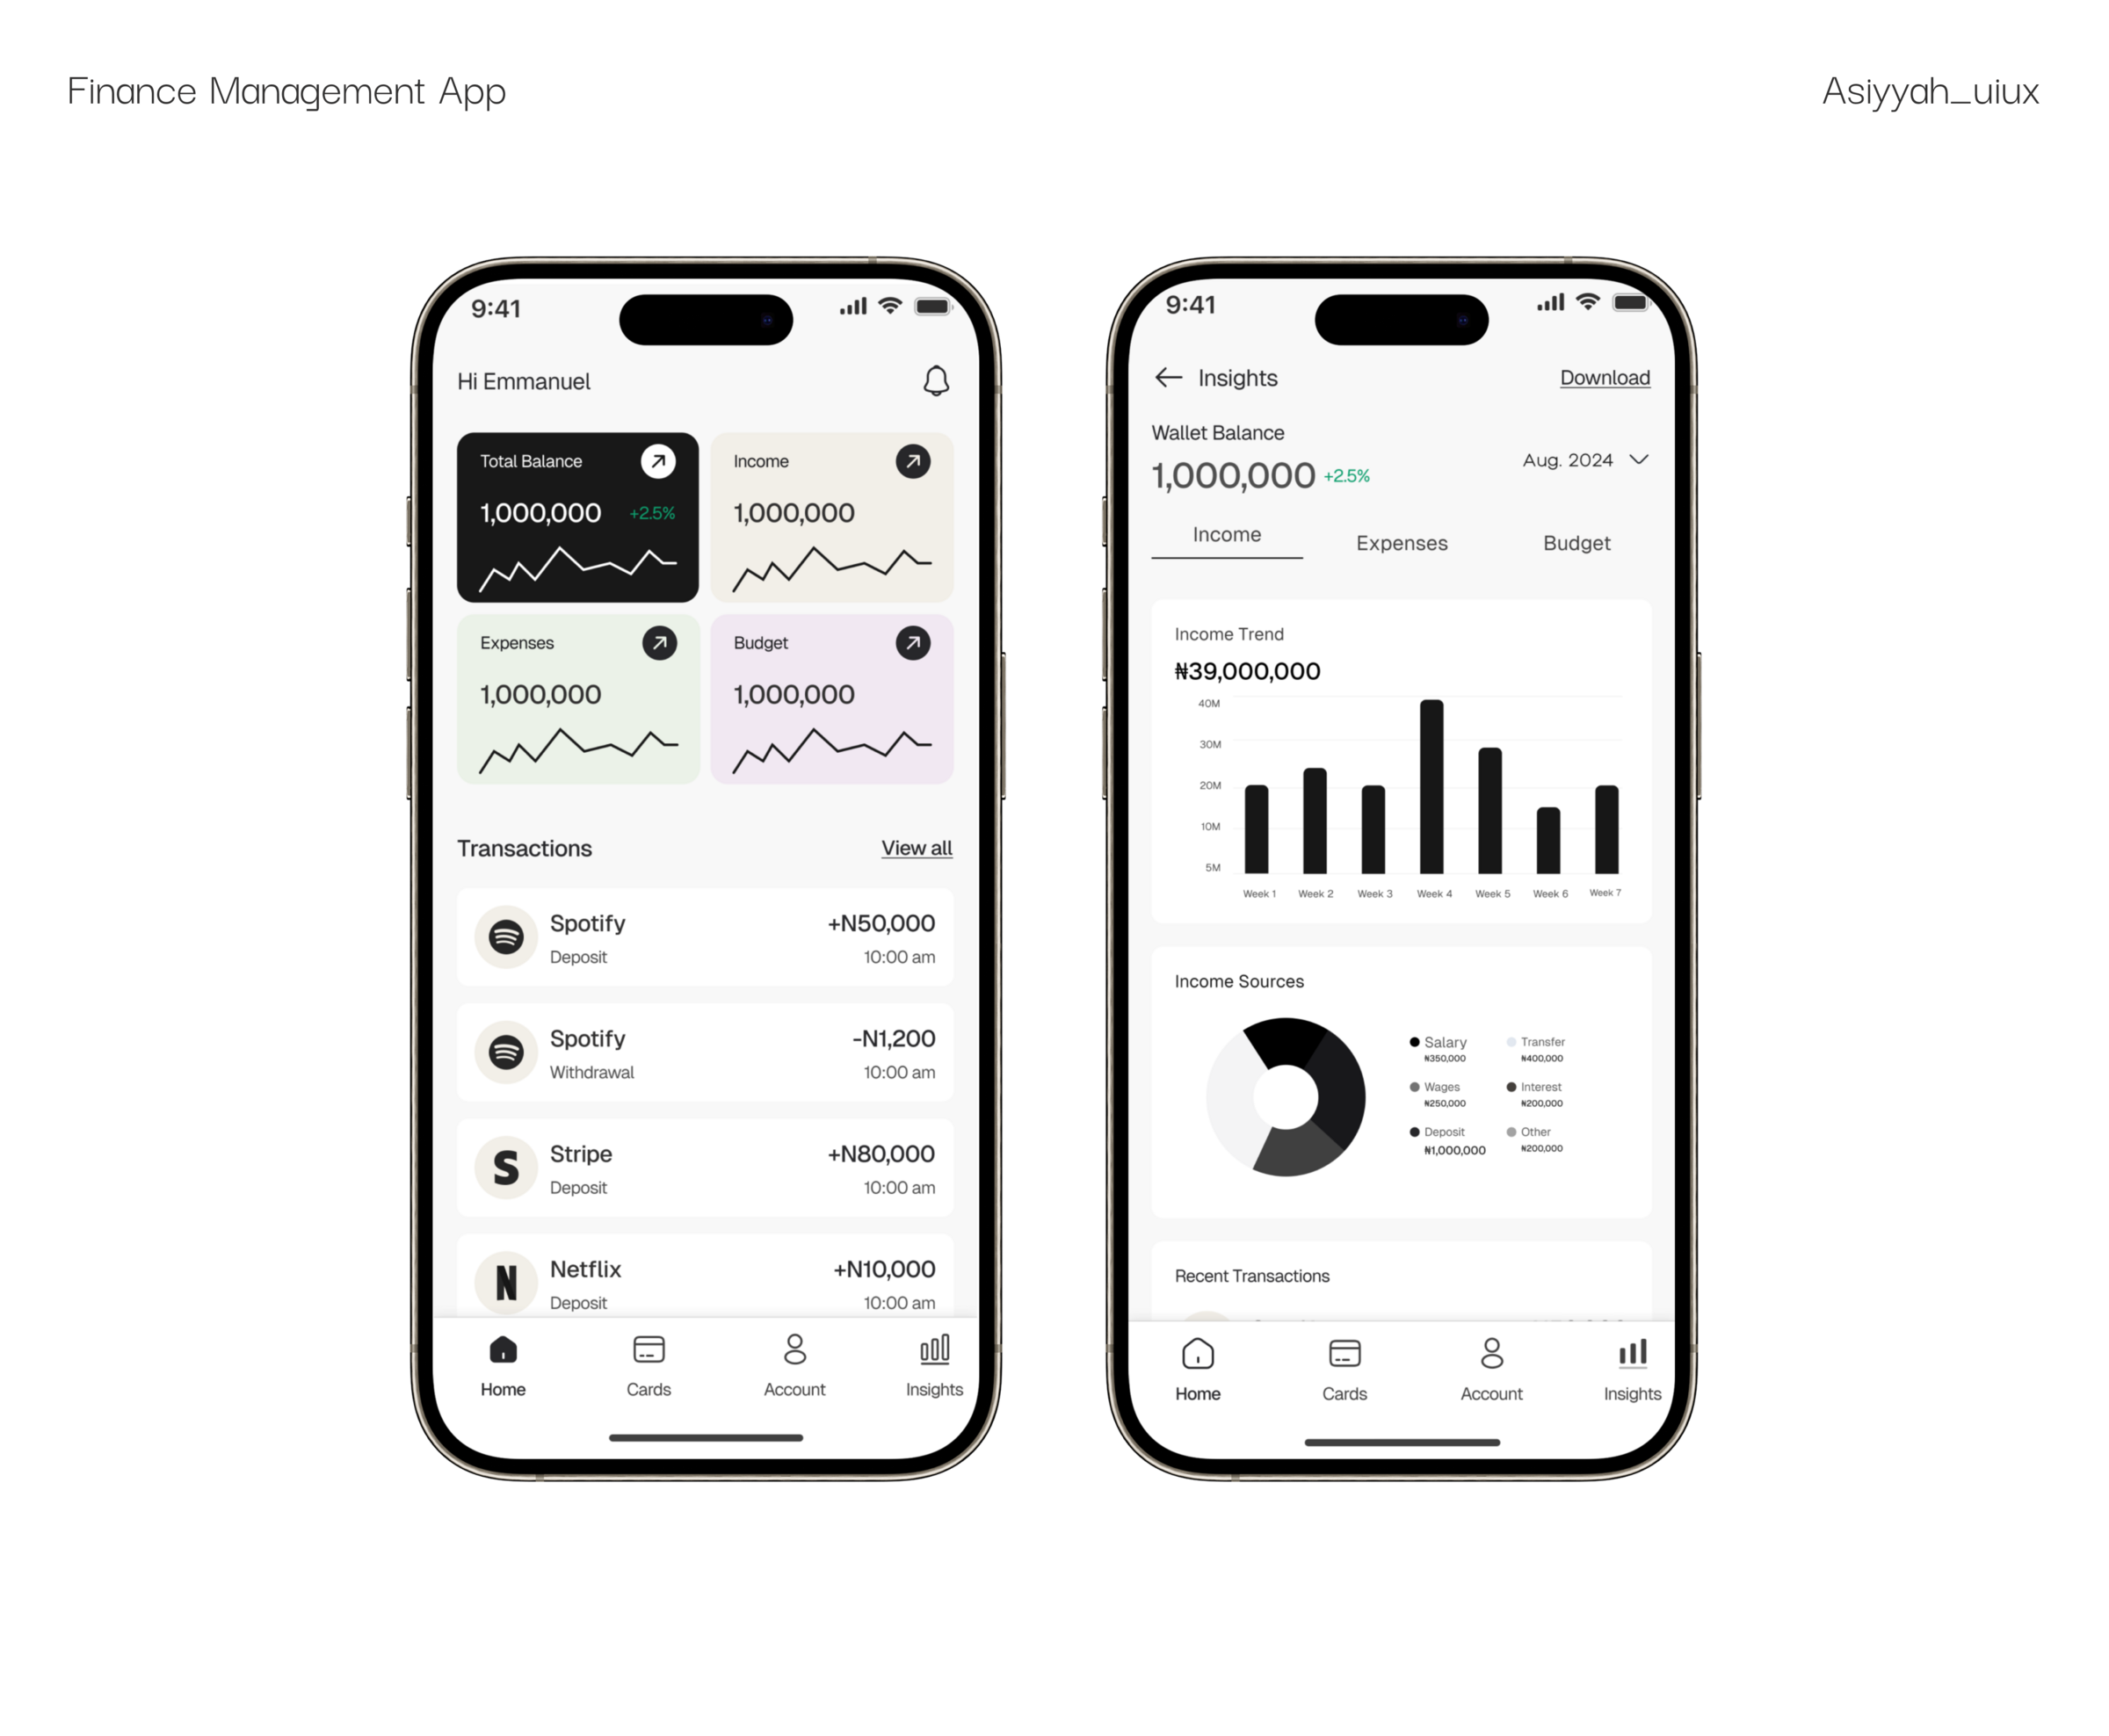 Finance Management App
Asiyyah_uiux
9:41
Hi Emmanuel
Total Balance
1,000,000 +2.5%
Income
1,000,000
Expenses
1,000,000
Budget
1,000,000
Transactions View all
Spotify +N50,000
Deposit 10:00 am
Spotify -N1,200
Withdrawal 10:00 am
Stripe +N80,000
Deposit 10:00 am
Netflix +N10,000
Deposit 10:00 am
Home Cards Account Insights
9:41
Insights Download
Wallet Balance
1,000,000 +2.5%
Aug. 2024
Income Expenses Budget
Income Trend
₦39,000,000
40M
30M
20M
10M
5M
Week 1 Week 2 Week 3 Week 4 Week 5 Week 6 Week 7
Income Sources
Salary Transfer
₦350,000 ₦400,000
Wages Interest
₦250,000 ₦200,000
Deposit Other
₦1,000,000 ₦200,000
Recent Transactions
Home Cards Account Insights